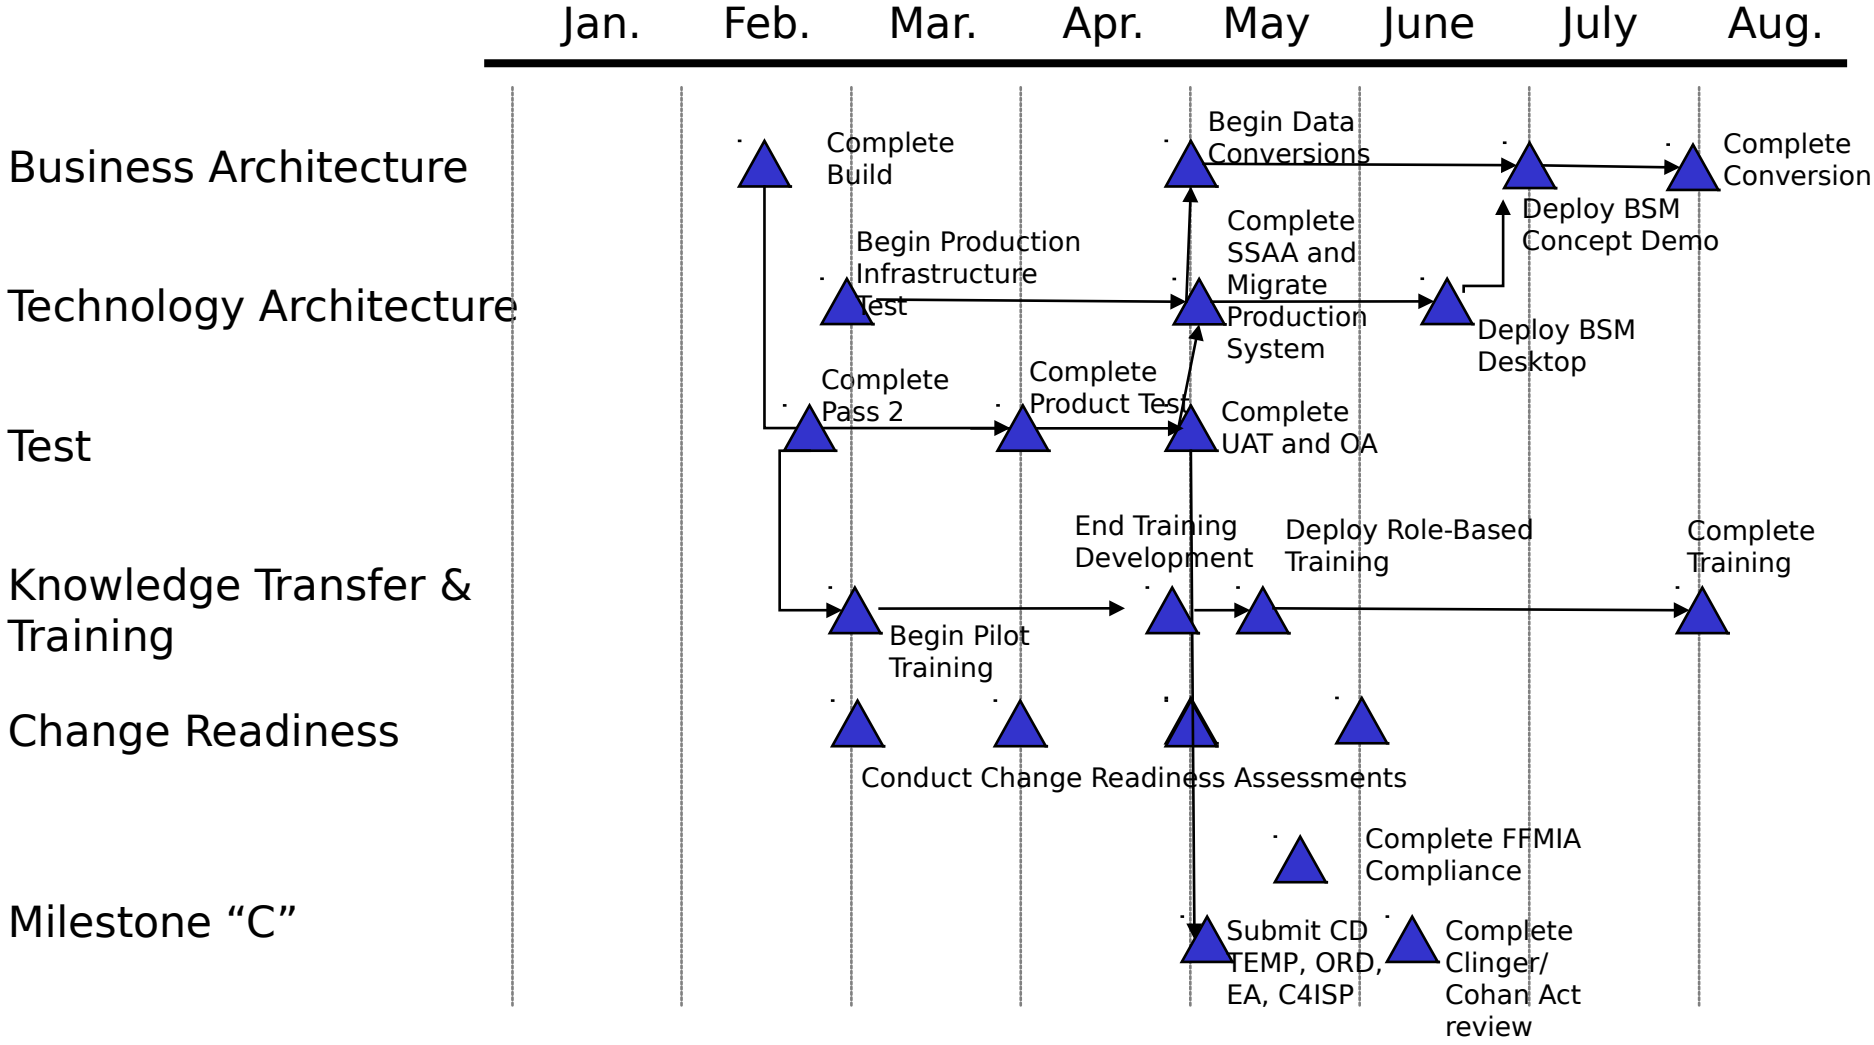 Jan. Feb. Mar. Apr. May June July Aug.
Business Architecture
Complete
Build
Begin Data
Conversions
Deploy BSM
Concept Demo
Complete
Conversion
Technology Architecture
Begin Production
Infrastructure
Test
Complete
SSAA and
Migrate
Production
System
Deploy BSM
Desktop
Test
Complete
Pass 2
Complete
Product Test
Complete
UAT and OA
Knowledge Transfer &
Training
Begin Pilot
Training
End Training
Development
Deploy Role-Based
Training
Complete
Training
Change Readiness
Conduct Change Readiness Assessments
Milestone “C”
Complete FFMIA
Compliance
Submit CD
TEMP, ORD,
EA, C4ISP
Complete
Clinger/
Cohan Act
review